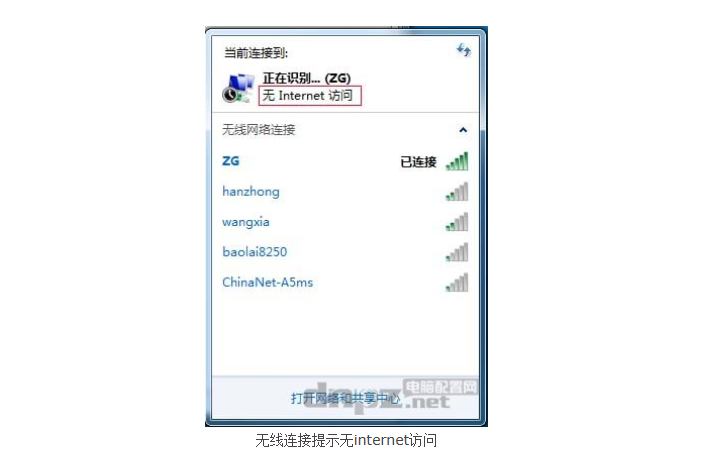 当前连接到:
正在识别... (ZG)
无 Internet 访问
无线网络连接
ZG 已连接
hanzhong
wangxia
baolai8250
ChinaNet-A5ms
电脑配置网
打开网络和共享中心
dnpz.net
无线连接提示无internet访问